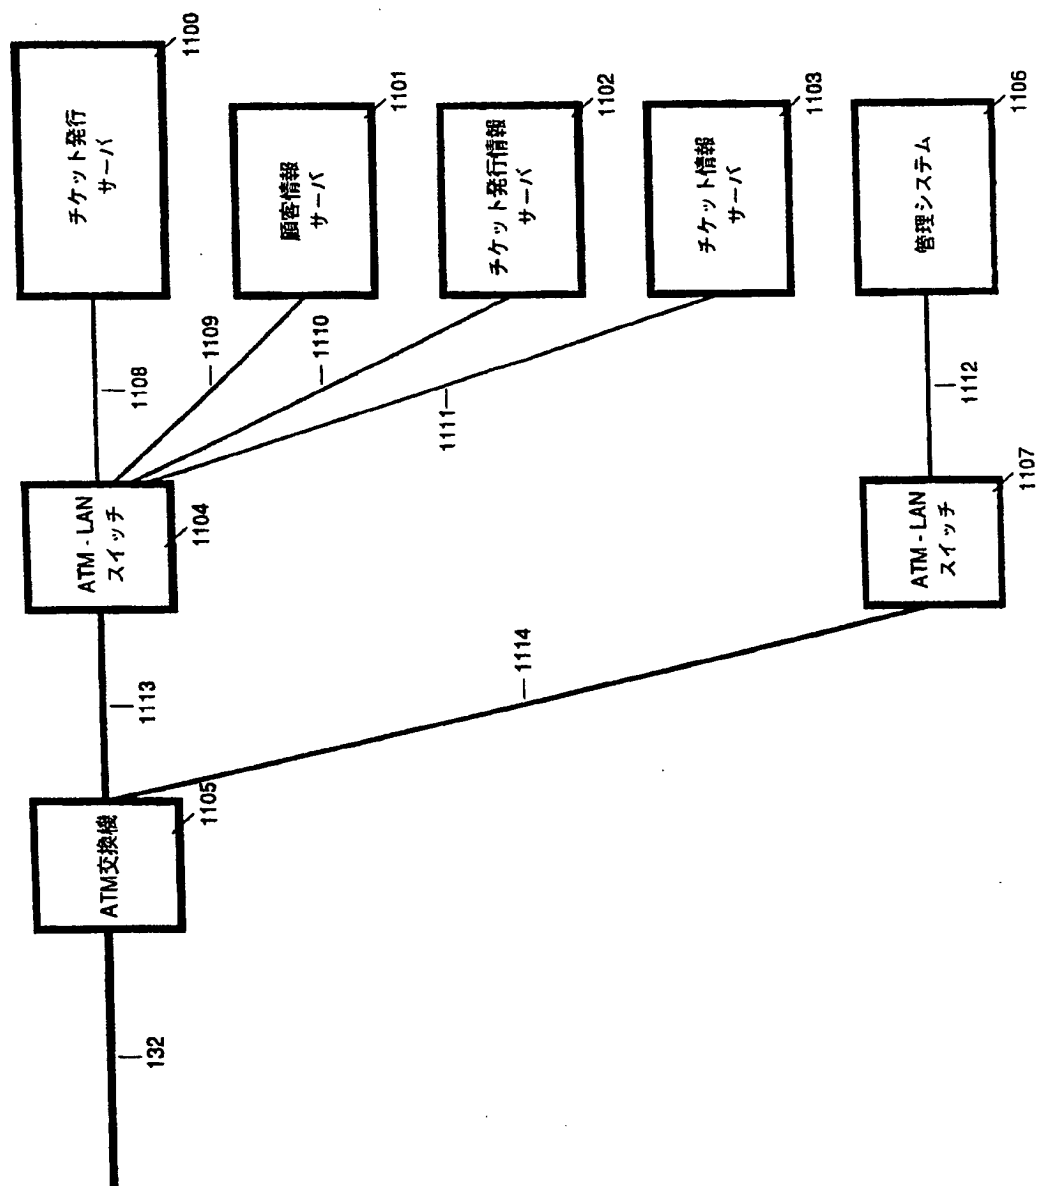 チケット発行
サーバ
1100
顧客情報
サーバ
1101
チケット発行情報
サーバ
1102
チケット情報
サーバ
1103
管理システム
1106
1108
1109
1110
1111
1112
ATM - LAN
スイッチ
1104
ATM - LAN
スイッチ
1107
1113
1114
ATM交換機
1105
132